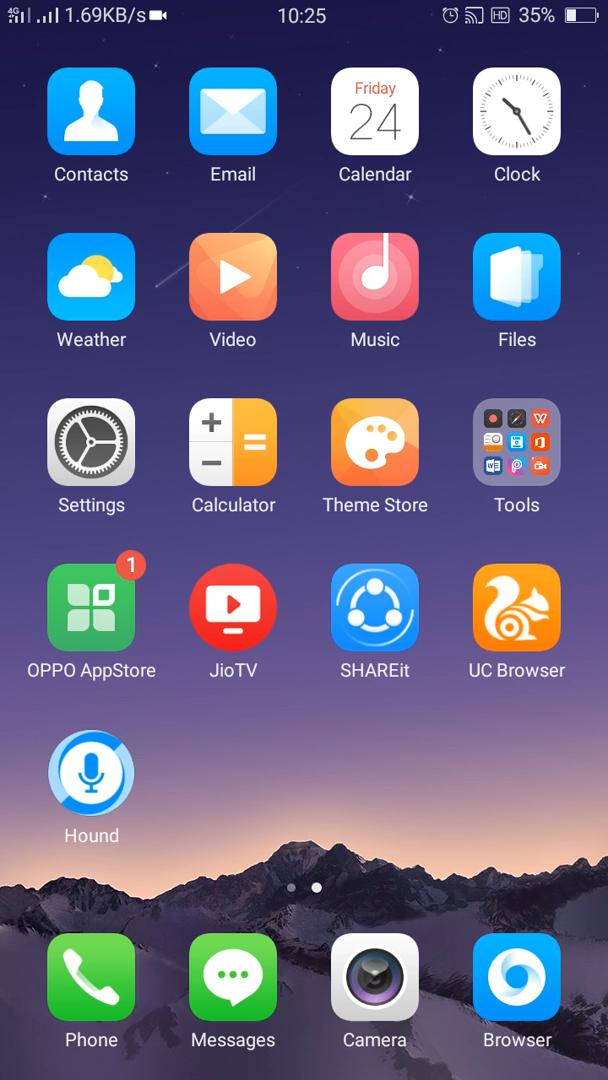 4G 1.69KB/s 10:25 HD 35%
Friday
24
Contacts Email Calendar Clock
Weather Video Music Files
Settings Calculator Theme Store Tools
1
OPPO AppStore JioTV SHAREit UC Browser
Hound
Phone Messages Camera Browser